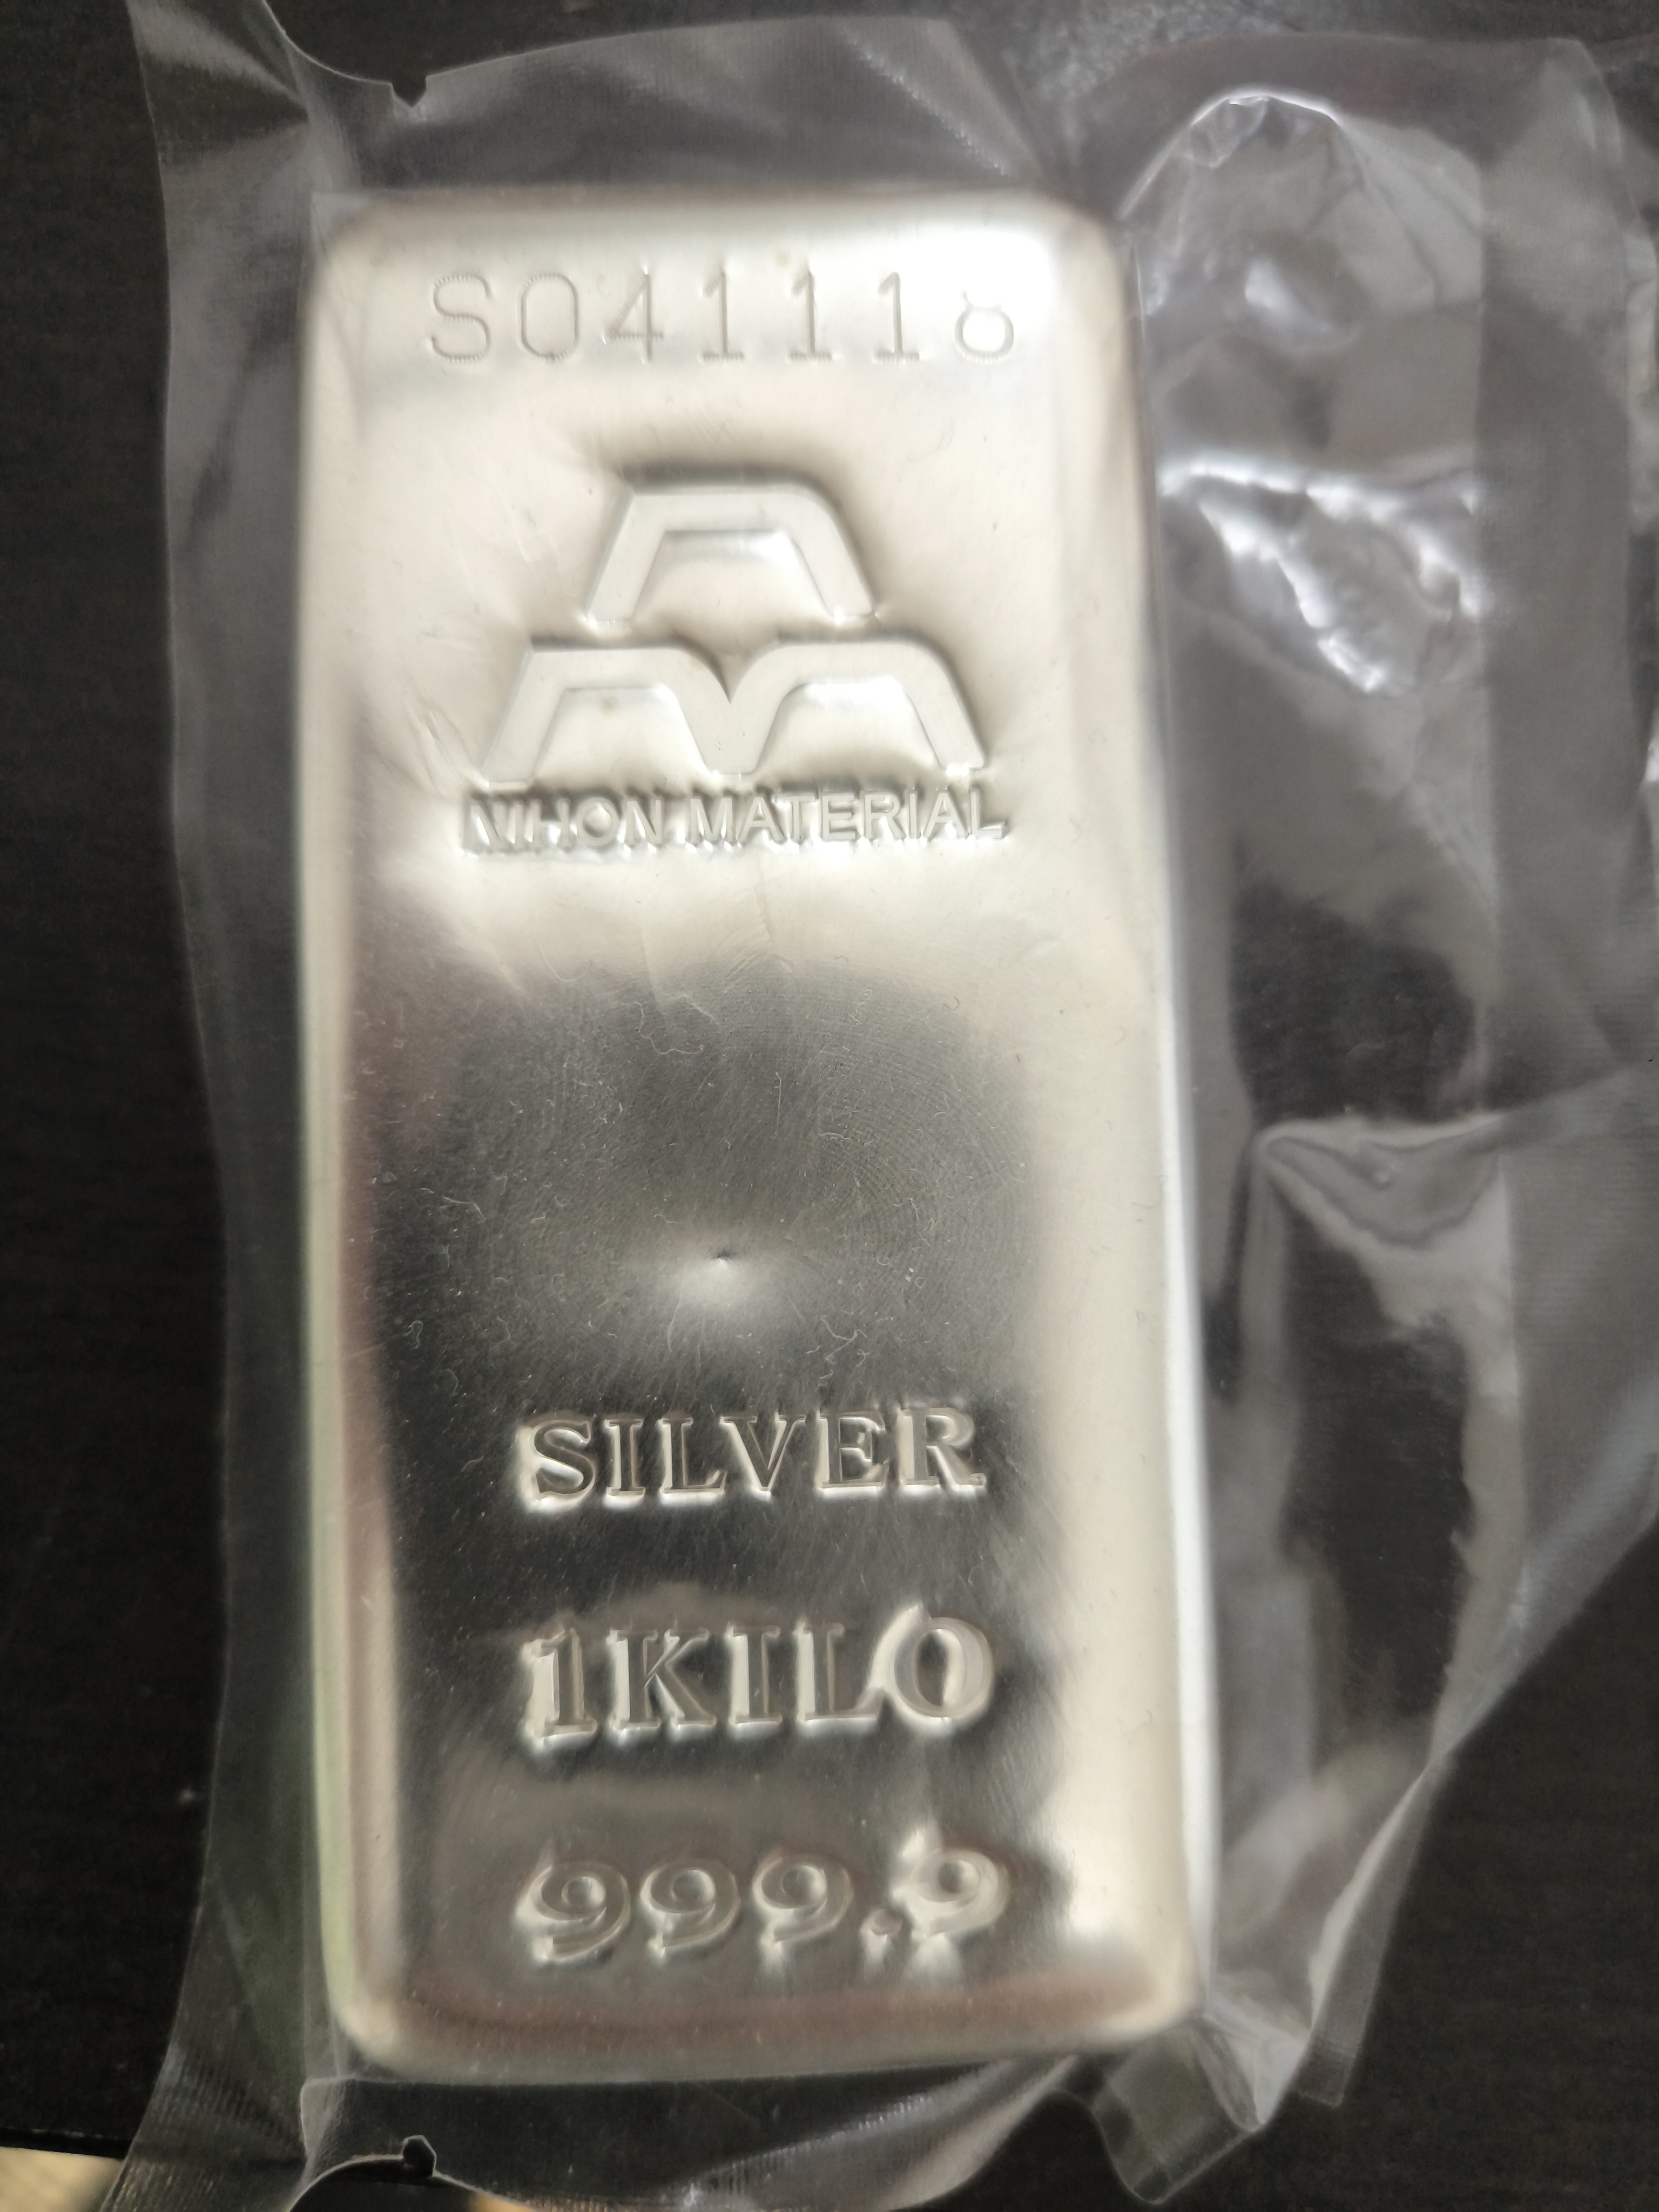 S041118
NIHON MATERIAL
SILVER
1KILO
999.9